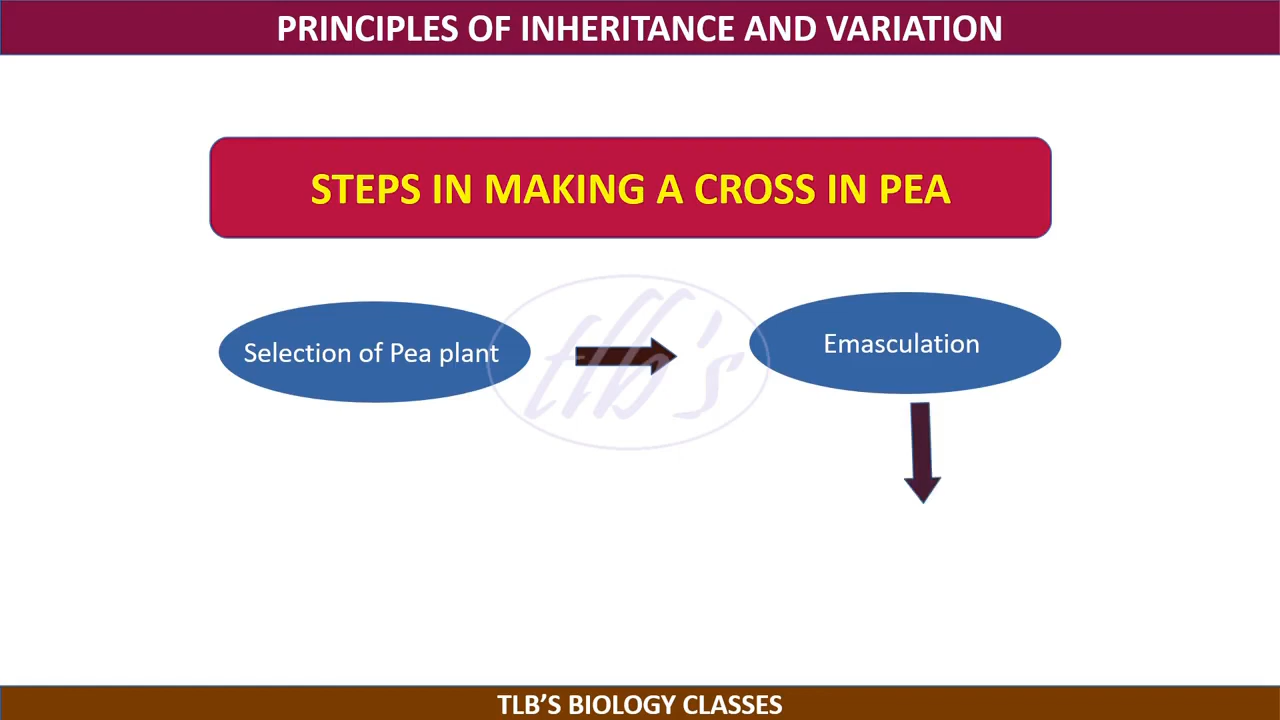 PRINCIPLES OF INHERITANCE AND VARIATION
STEPS IN MAKING A CROSS IN PEA
Selection of Pea plant
Emasculation
tlb's
TLB’S BIOLOGY CLASSES